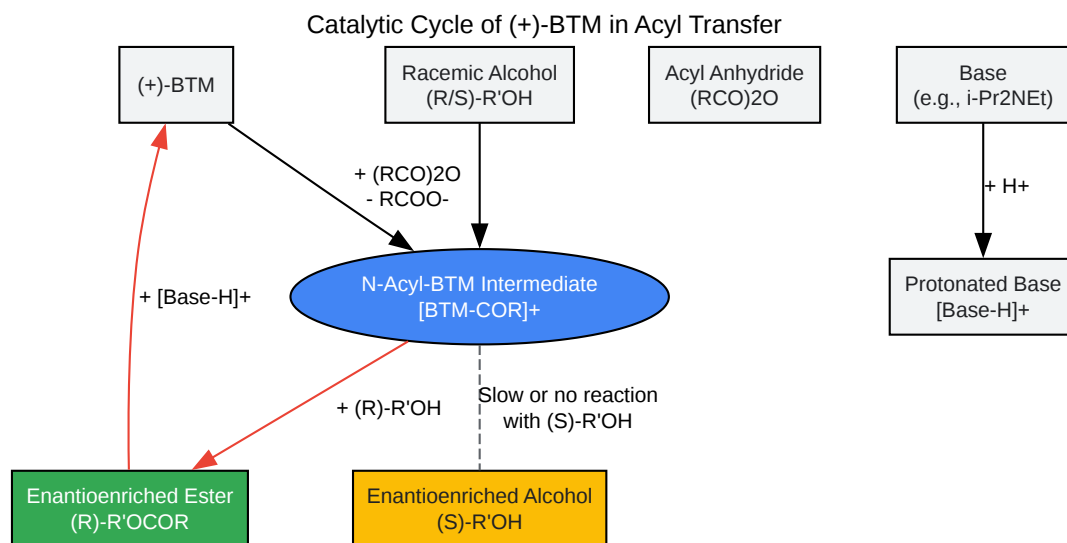 Catalytic Cycle of (+)-BTM in Acyl Transfer
(+)-BTM
Racemic Alcohol
(R/S)-R'OH
Acyl Anhydride
(RCO)2O
Base
(e.g., i-Pr2NEt)
+ (RCO)2O
- RCOO-
+ H+
N-Acyl-BTM Intermediate
[BTM-COR]+
Protonated Base
[Base-H]+
+ [Base-H]+
+ (R)-R'OH
Slow or no reaction
with (S)-R'OH
Enantioenriched Ester
(R)-R'OCOR
Enantioenriched Alcohol
(S)-R'OH